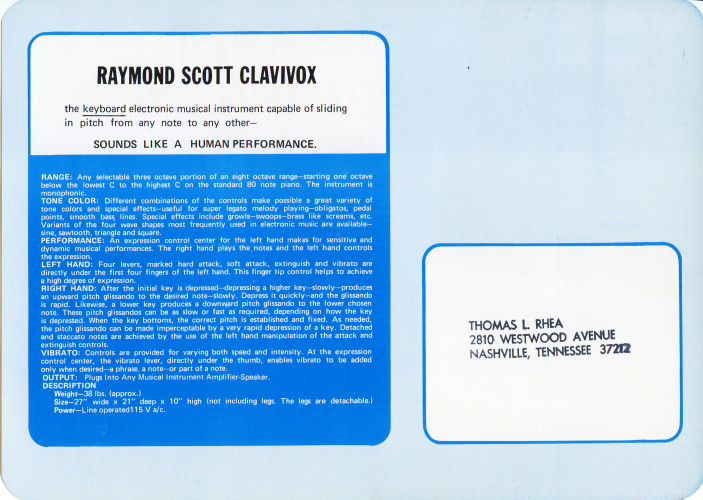 RAYMOND SCOTT CLAVIVOX
the keyboard electronic musical instrument capable of sliding
in pitch from any note to any other—
SOUNDS LIKE A HUMAN PERFORMANCE.
RANGE: Any selectable three octave portion of an eight octave range—starting one octave
below the lowest C to the highest C on the standard 80 note piano. The instrument is
monophonic.
TONE COLOR: Different combinations of the controls make possible a great variety of
tone colors and special effects—useful for super legato melody playing—obligatos, pedal
points, smooth bass lines. Special effects include growls—swoops—brass like screams, etc.
Variants of the four wave shapes most frequently used in electronic music are available—
sine, sawtooth, triangle and square.
PERFORMANCE: An expression control center for the left hand makes for sensitive and
dynamic musical performances. The right hand plays the notes and the left hand controls
the expression.
LEFT HAND: Four levers, marked hard attack, soft attack, extinguish and vibrato are
directly under the first four fingers of the left hand. This finger tip control helps to achieve
a high degree of expression.
RIGHT HAND: After the initial key is depressed—depressing a higher key—slowly—produces
an upward pitch glissando to the desired note—slowly. Depress it quickly—and the glissando
is rapid. Likewise, a lower key produces a downward pitch glissando to the lower chosen
note. These pitch glissandos can be as slow or fast as required, depending on how the key
is depressed. When the key bottoms, the correct pitch is established and fixed. As needed,
the pitch glissando can be made imperceptable by a very rapid depression of a key. Detached
and staccato notes are achieved by the use of the left hand manipulation of the attack and
extinguish controls.
VIBRATO: Controls are provided for varying both speed and intensity. At the expression
control center, the vibrato lever, directly under the thumb, enables vibrato to be added
only when desired—a phrase, a note—or part of a note.
OUTPUT: Plugs Into Any Musical Instrument Amplifier-Speaker.
DESCRIPTION
Weight—38 lbs. (approx.)
Size—27" wide x 21" deep x 10" high (not including legs. The legs are detachable.)
Power—Line operated115 V a/c.
THOMAS L. RHEA
2810 WESTWOOD AVENUE
NASHVILLE, TENNESSEE 37212